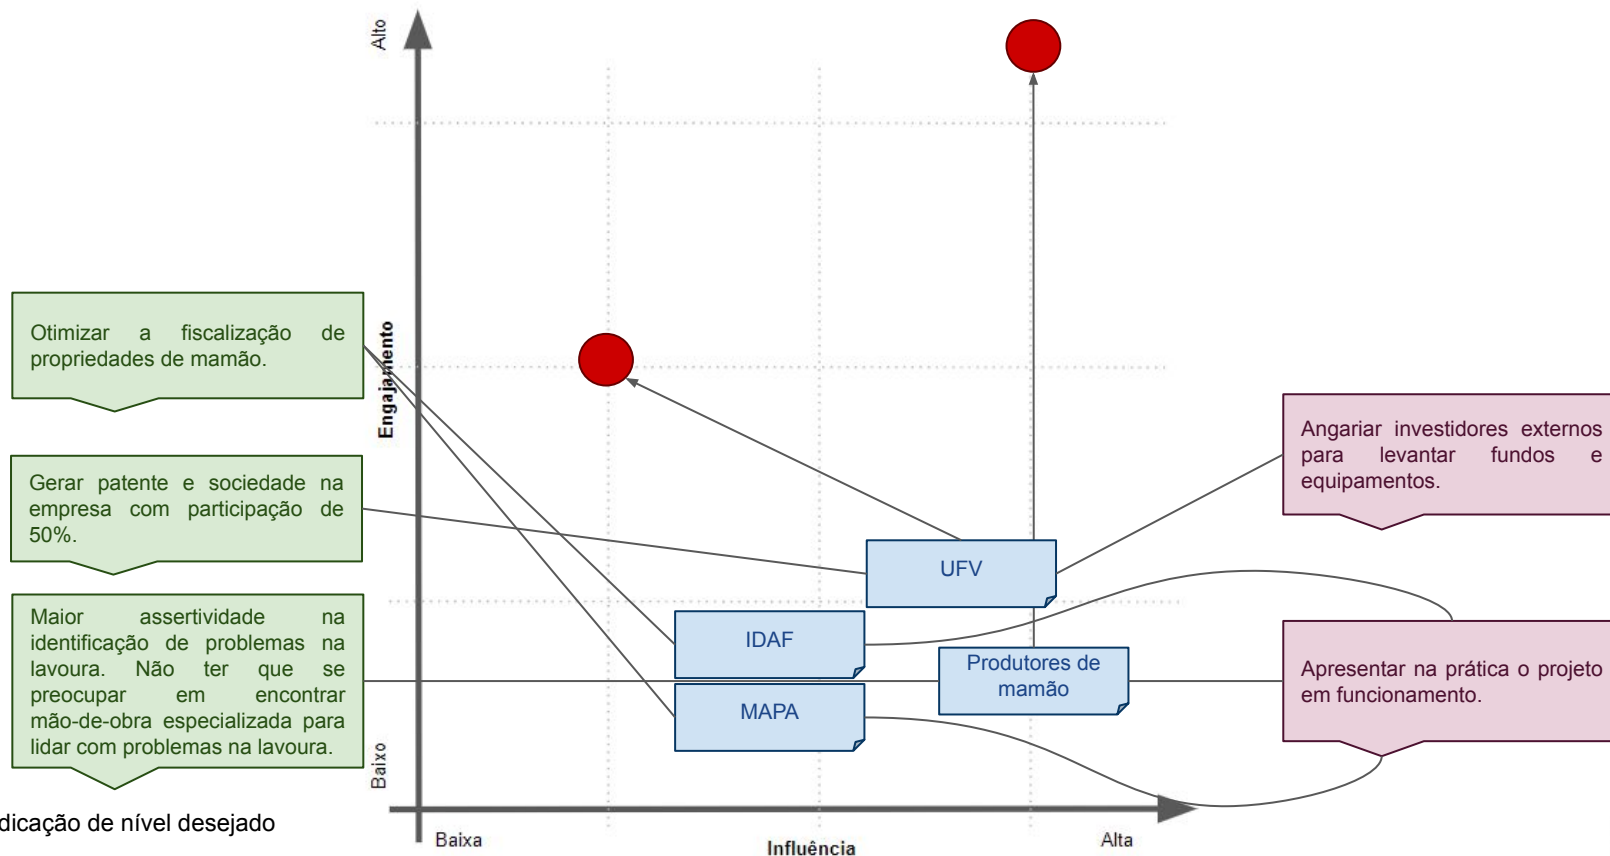 Alto
Otimizar a fiscalização de
propriedades de mamão.
Engajamento
Angariar investidores externos
para levantar fundos e
equipamentos.
Gerar patente e sociedade na
empresa com participação de
50%.
UFV
Maior assertividade na
identificação de problemas na
lavoura. Não ter que se
preocupar em encontrar
mão-de-obra especializada para
lidar com problemas na lavoura.
IDAF
Produtores de
mamão
MAPA
Apresentar na prática o projeto
em funcionamento.
Baixo
de nível desejado
Baixa
Influência
Alta